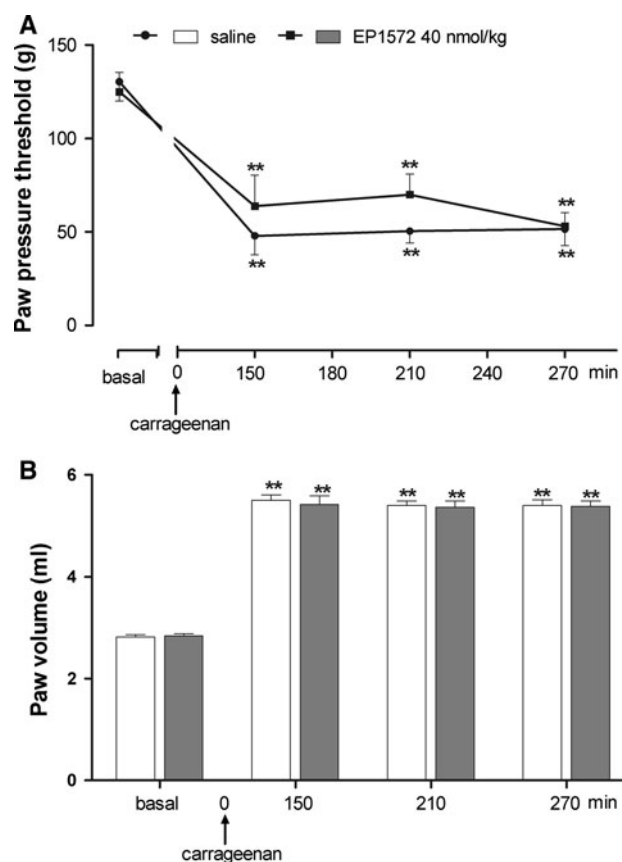 A
saline EP1572 40 nmol/kg
Paw pressure threshold (g)
150
100
50
0
** **
**
** ** **
basal 0 150 180 210 240 270 min
carrageenan
B
Paw volume (ml)
6
4
2
0
** ** ** ** ** **
basal 0 150 210 270 min
carrageenan